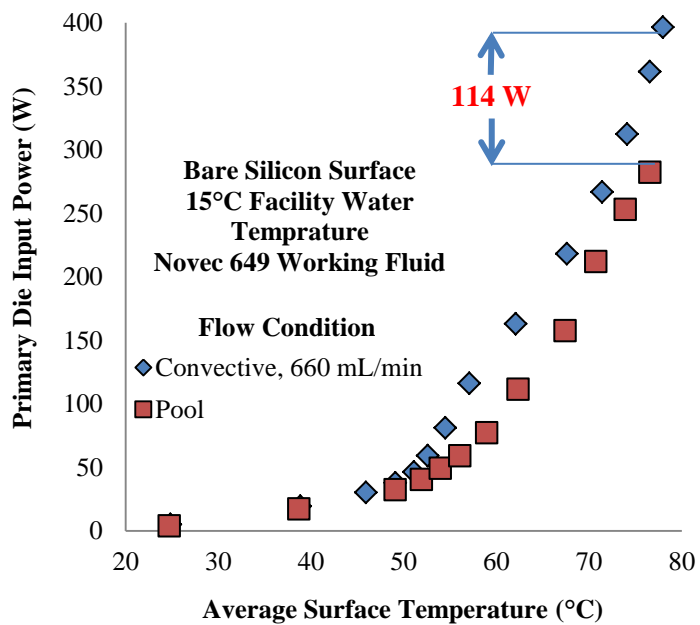 Primary Die Input Power (W)
400
350
300
250
200
150
100
50
0
114 W
Bare Silicon Surface
15°C Facility Water
Temprature
Novec 649 Working Fluid
Flow Condition
Convective, 660 mL/min
Pool
20
30
40
50
60
70
80
Average Surface Temperature (°C)